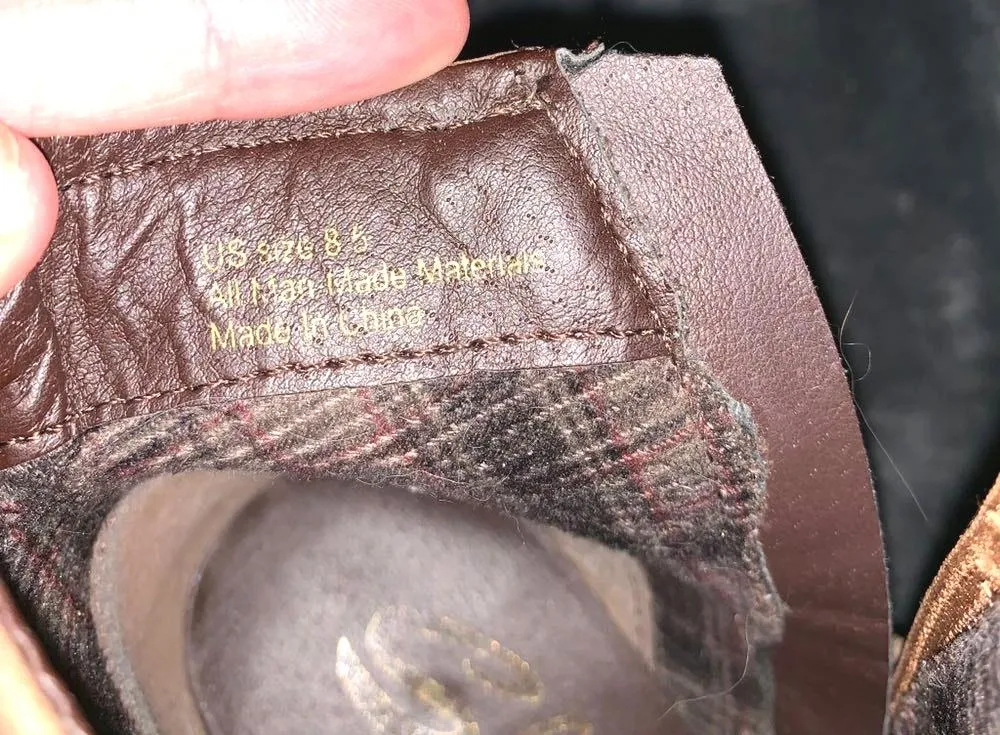 US size 8.5
All Man Made Materials
Made In China